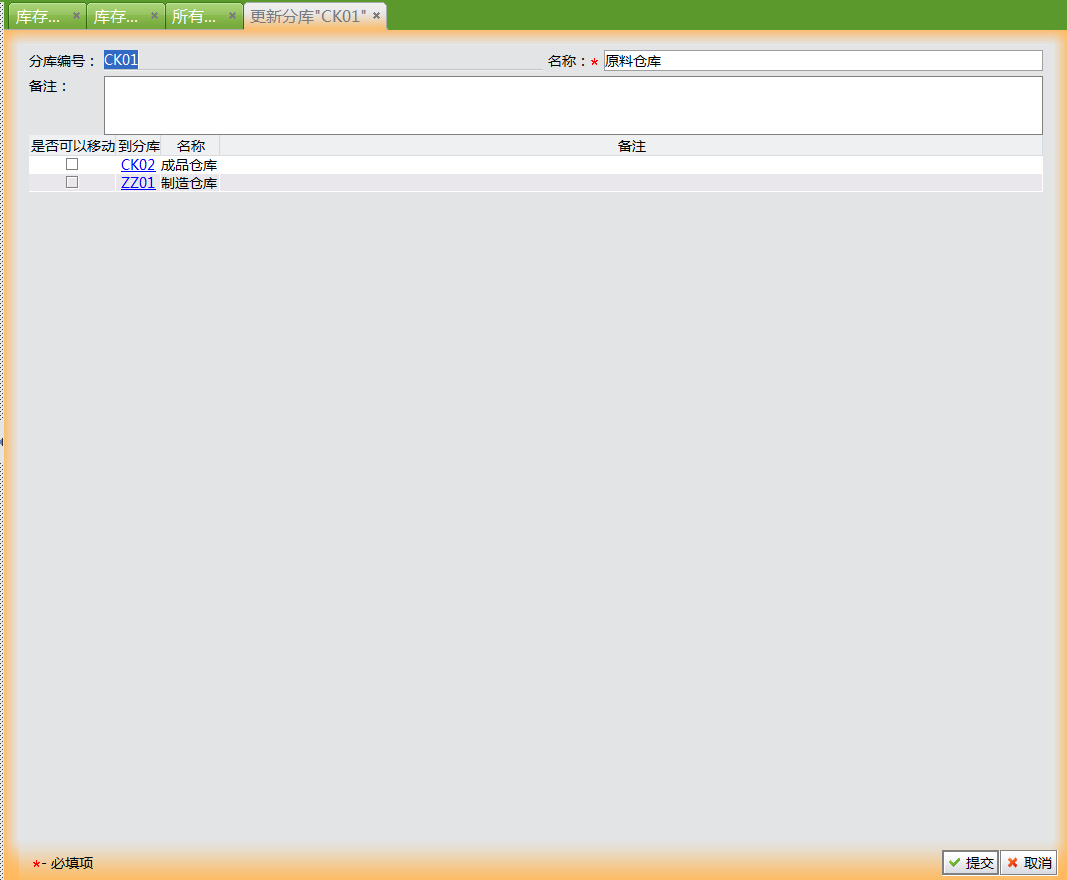 库存... 库存... 所有... 更新分库"CK01"
分库编号： CK01 名称：* 原料仓库
备注：
是否可以移动 到分库 名称 备注
CK02 成品仓库
ZZ01 制造仓库
*- 必填项 提交 取消